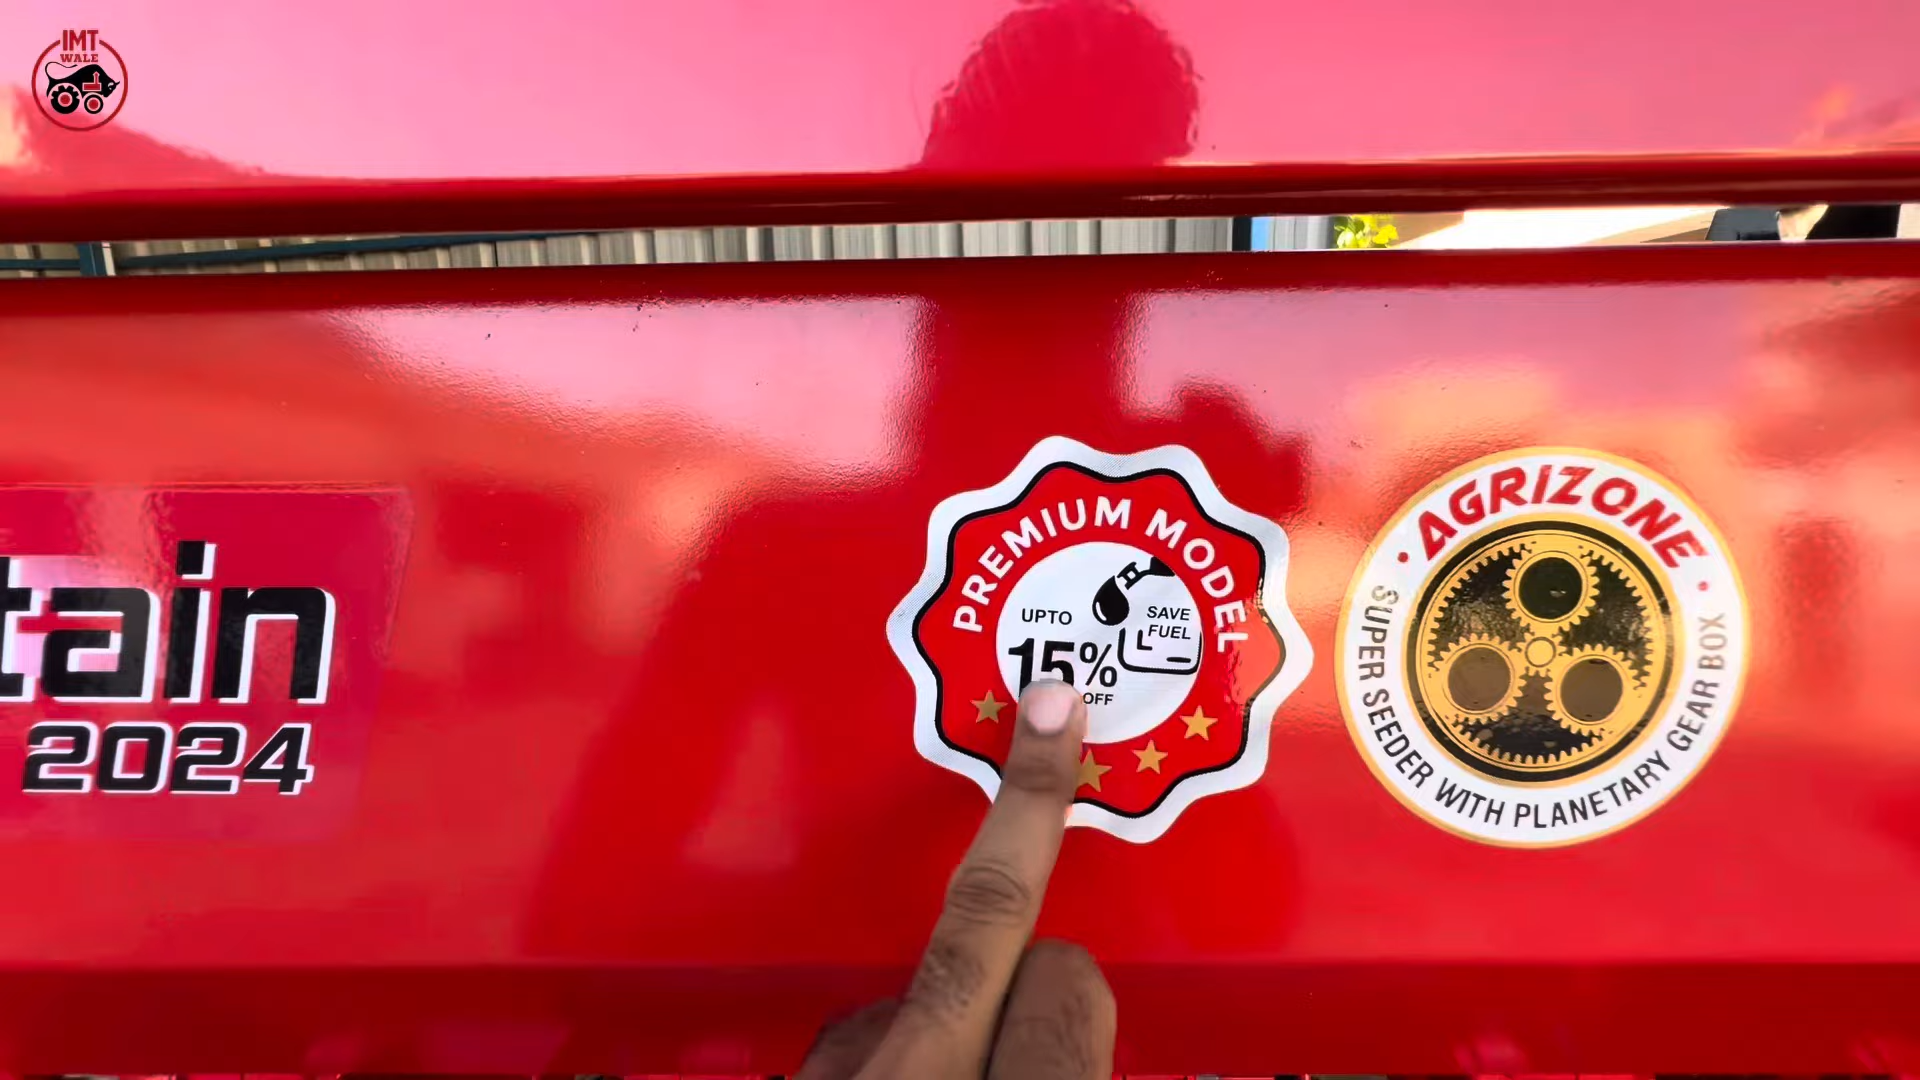 IMT
WALE
tain
2024
PREMIUM MODEL
UPTO
15%
OFF
SAVE
FUEL
AGRIZONE
SUPER SEEDER WITH PLANETARY GEAR BOX